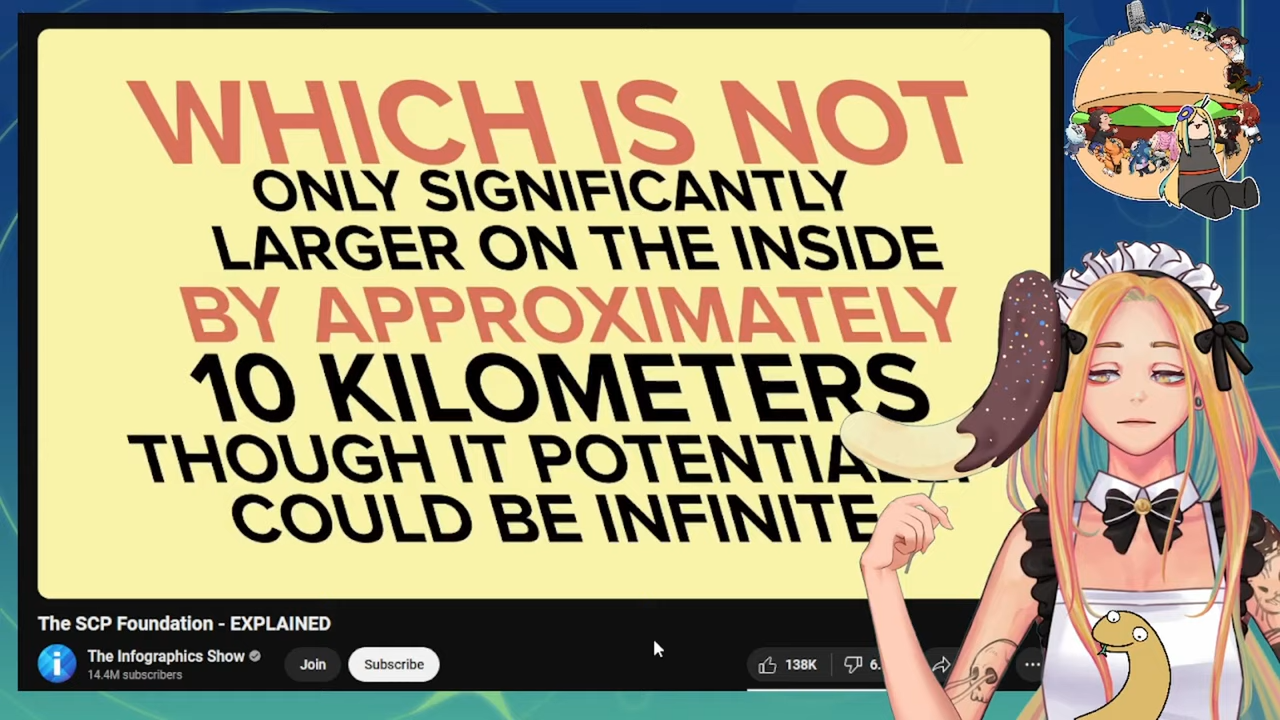 WHICH IS NOT
ONLY SIGNIFICANTLY
LARGER ON THE INSIDE
BY APPROXIMATELY
10 KILOMETERS
THOUGH IT
COULD BE INFINITE
The SCP Foundation - EXPLAINED
The Infographics Show
14.4M subscribers
Join
Subscribe
138K